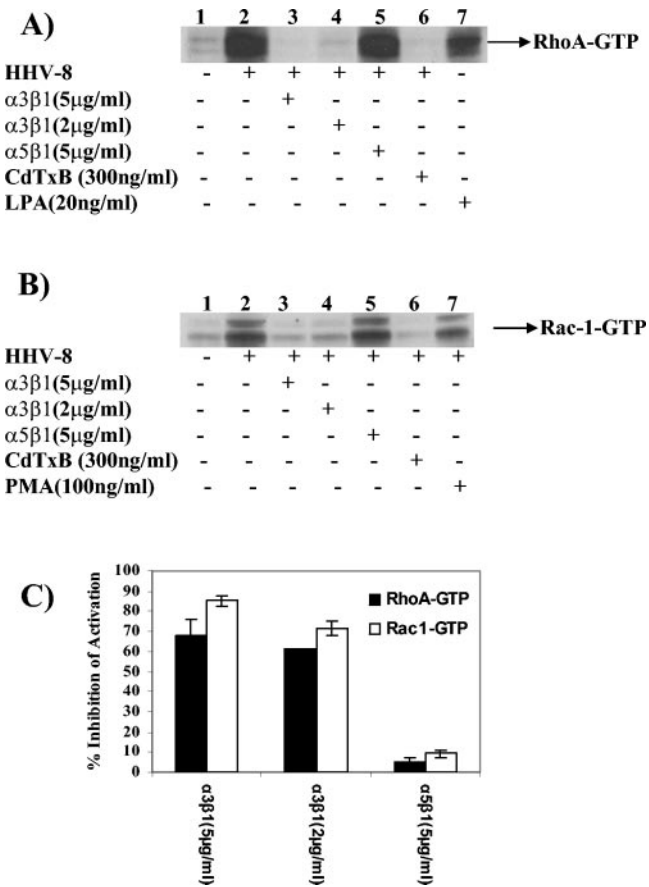 A)
1 2 3 4 5 6 7
RhoA-GTP
HHV-8 - + + + + + -
α3β1(5μg/ml) - - + - - - -
α3β1(2μg/ml) - - - + - - -
α5β1(5μg/ml) - - - - + - -
CdTxB (300ng/ml) - - - - - + -
LPA(20ng/ml) - - - - - - +
B)
1 2 3 4 5 6 7
Rac-1-GTP
HHV-8 - + + + + + +
α3β1(5μg/ml) - - + - - - -
α3β1(2μg/ml) - - - + - - -
α5β1(5μg/ml) - - - - + - -
CdTxB (300ng/ml) - - - - - + -
PMA(100ng/ml) - - - - - - +
C)
% Inhibition of Activation
100
90
80
70
60
50
40
30
20
10
0
RhoA-GTP
Rac1-GTP
α3β1(5μg/ml)
α3β1(2μg/ml)
α5β1(5μg/ml)